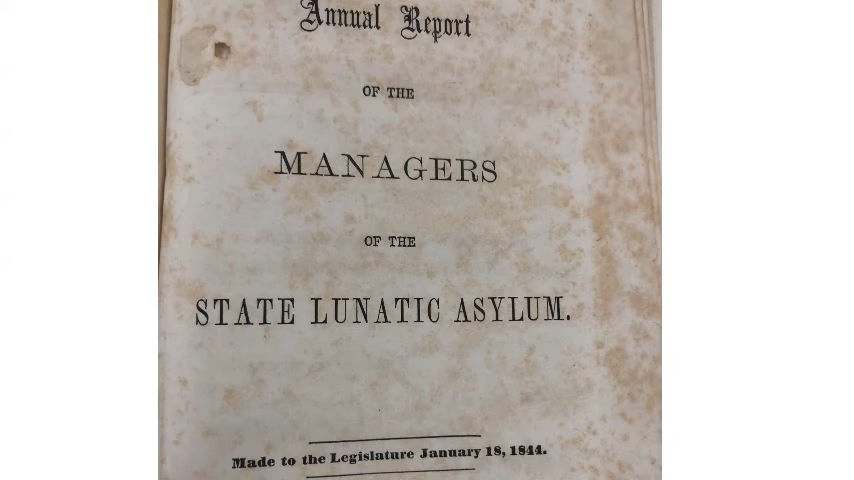 Annual Report
OF THE
MANAGERS
OF THE
STATE LUNATIC ASYLUM.
Made to the Legislature January 18, 1844.